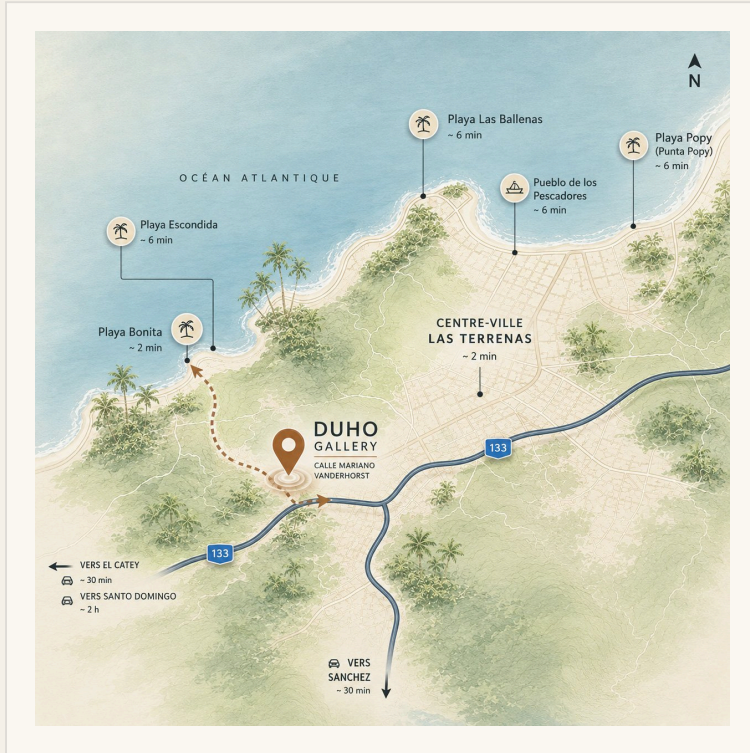 N
Playa Las Ballenas
~ 6 min
Playa Popy
(Punta Popy)
~ 6 min
OCÉAN ATLANTIQUE
Pueblo de los
Pescadores
~ 6 min
Playa Escondida
~ 6 min
Playa Bonita
~ 2 min
CENTRE-VILLE
LAS TERRENAS
~ 2 min
DUHO
GALLERY
CALLE MARIANO
VANDERHORST
133
133
VERS EL CATEY
~ 30 min
VERS SANTO DOMINGO
~ 2 h
VERS
SANCHEZ
~ 30 min